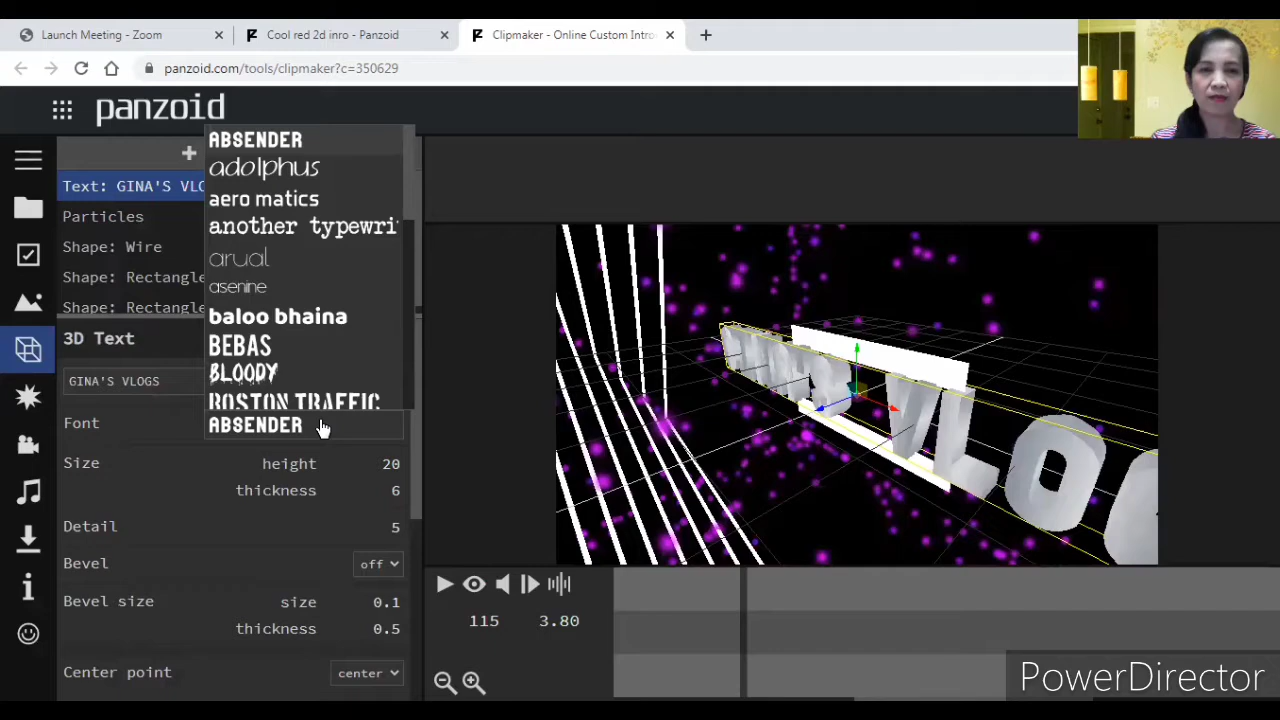 Launch Meeting - Zoom
Cool red 2d inro - Panzoid
Clipmaker - Online Custom Intro
panzoid.com/tools/clipmaker?c=350629
panzoid
Text: GINA'S VLO
Particles
Shape: Wire
Shape: Rectangle
Shape: Rectangle
3D Text
GINA'S VLOGS
Font
ABSENDER
adolphus
aero matics
another typewri
arual
asenine
baloo bhaina
BEBAS
BLOODY
BOSTON TRAFFIC
ABSENDER
Size height 20
thickness 6
Detail 5
Bevel off
Bevel size size 0.1
thickness 0.5
Center point center
VLO
115 3.80
PowerDirector